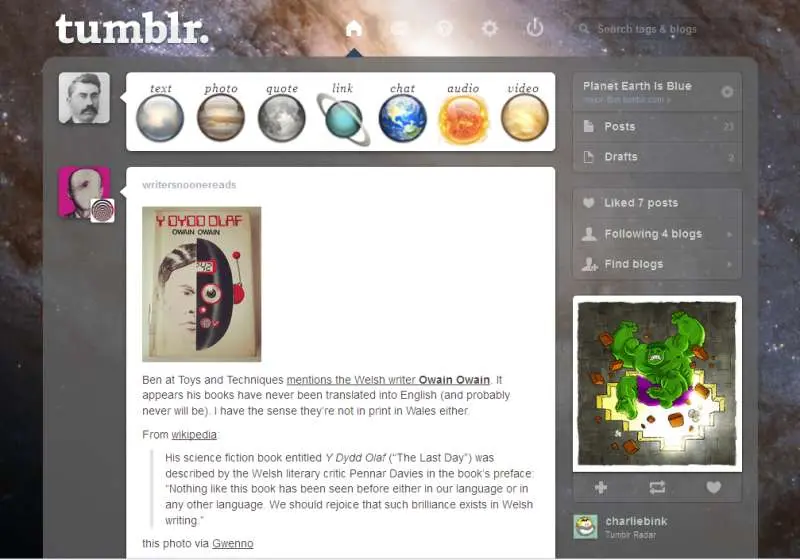 tumblr.
Search tags & blogs
text photo quote link chat audio video
writersnoonereads
Y DYDD OLAF
OWAIN OWAIN
942
Ben at Toys and Techniques mentions the Welsh writer Owain Owain. It
appears his books have never been translated into English (and probably
never will be). I have the sense they're not in print in Wales either.
From wikipedia:
His science fiction book entitled Y Dydd Olaf (“The Last Day”) was
described by the Welsh literary critic Pennar Davies in the book's preface:
“Nothing like this book has been seen before either in our language or in
any other language. We should rejoice that such brilliance exists in Welsh
writing.”
this photo via Gwenno
Planet Earth Is Blue
Posts 23
Drafts 2
Liked 7 posts
Following 4 blogs
Find blogs
charliebink
Tumblr Radar